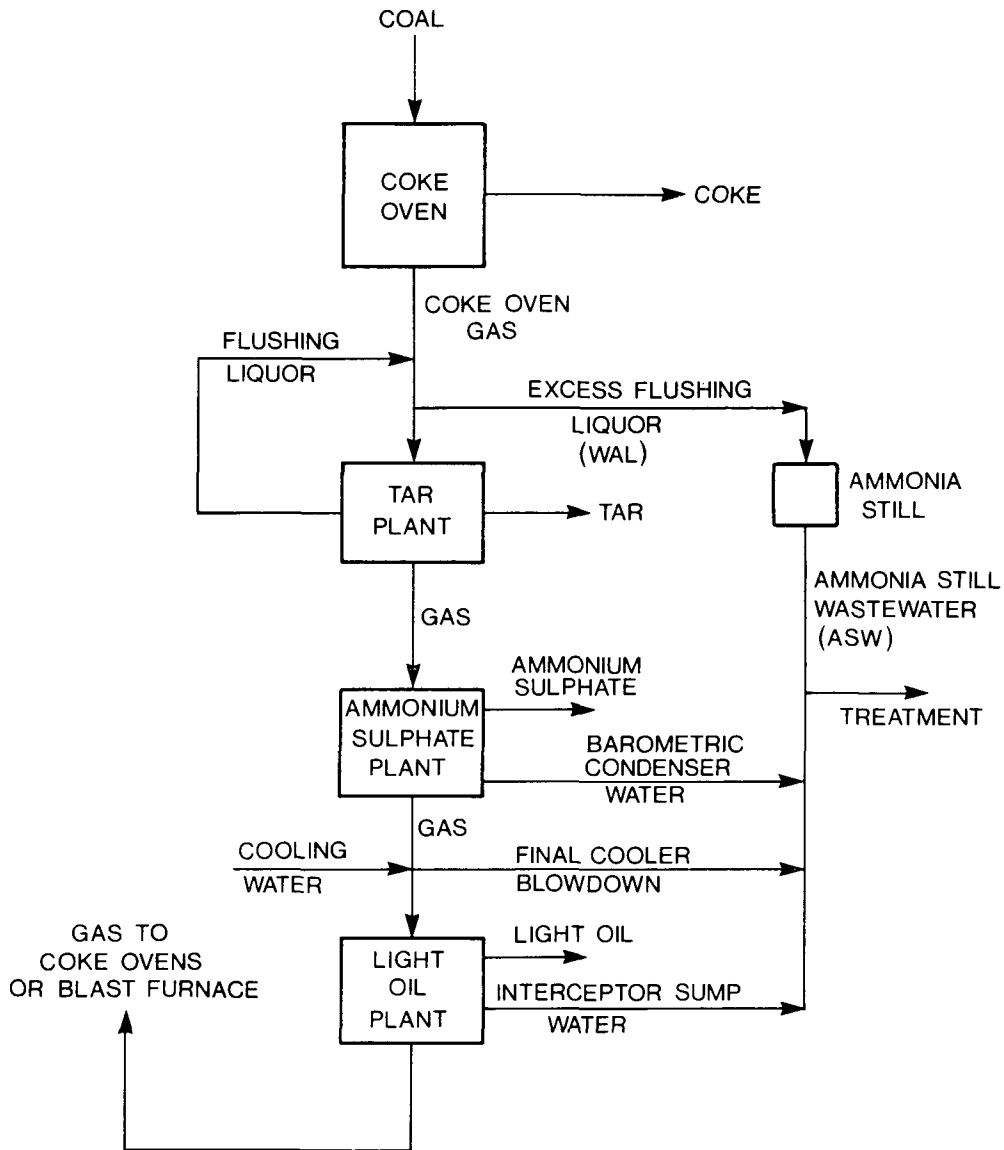 COAL
COKE
OVEN
COKE
COKE OVEN
GAS
FLUSHING
LIQUOR
EXCESS FLUSHING
LIQUOR
(WAL)
TAR
PLANT
TAR
AMMONIA
STILL
AMMONIA STILL
WASTEWATER
(ASW)
GAS
AMMONIUM
SULPHATE
AMMONIUM
SULPHATE
PLANT
TREATMENT
BAROMETRIC
CONDENSER
WATER
GAS
COOLING
WATER
FINAL COOLER
BLOWDOWN
GAS TO
COKE OVENS
OR BLAST FURNACE
LIGHT
OIL
PLANT
LIGHT OIL
INTERCEPTOR SUMP
WATER